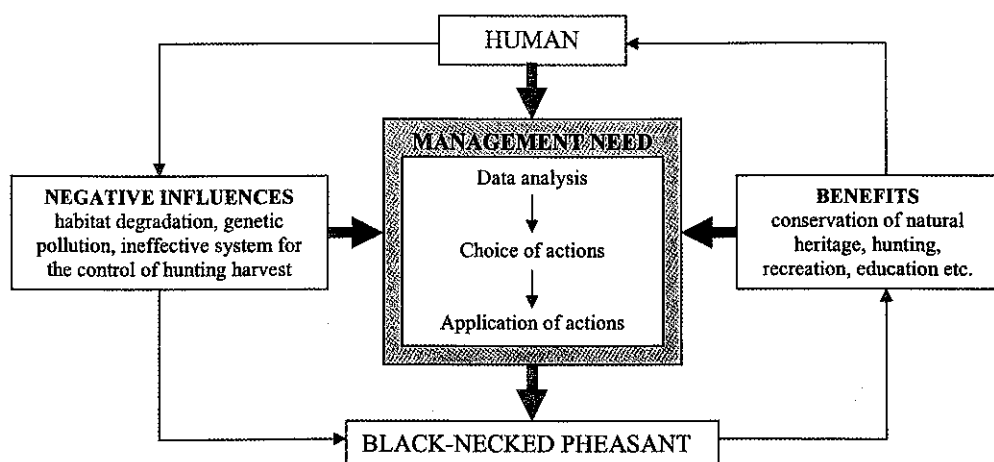 HUMAN
MANAGEMENT NEED
Data analysis
Choice of actions
Application of actions
NEGATIVE INFLUENCES
habitat degradation, genetic
pollution, ineffective system for
the control of hunting harvest
BENEFITS
conservation of natural
heritage, hunting,
recreation, education etc.
BLACK-NECKED PHEASANT